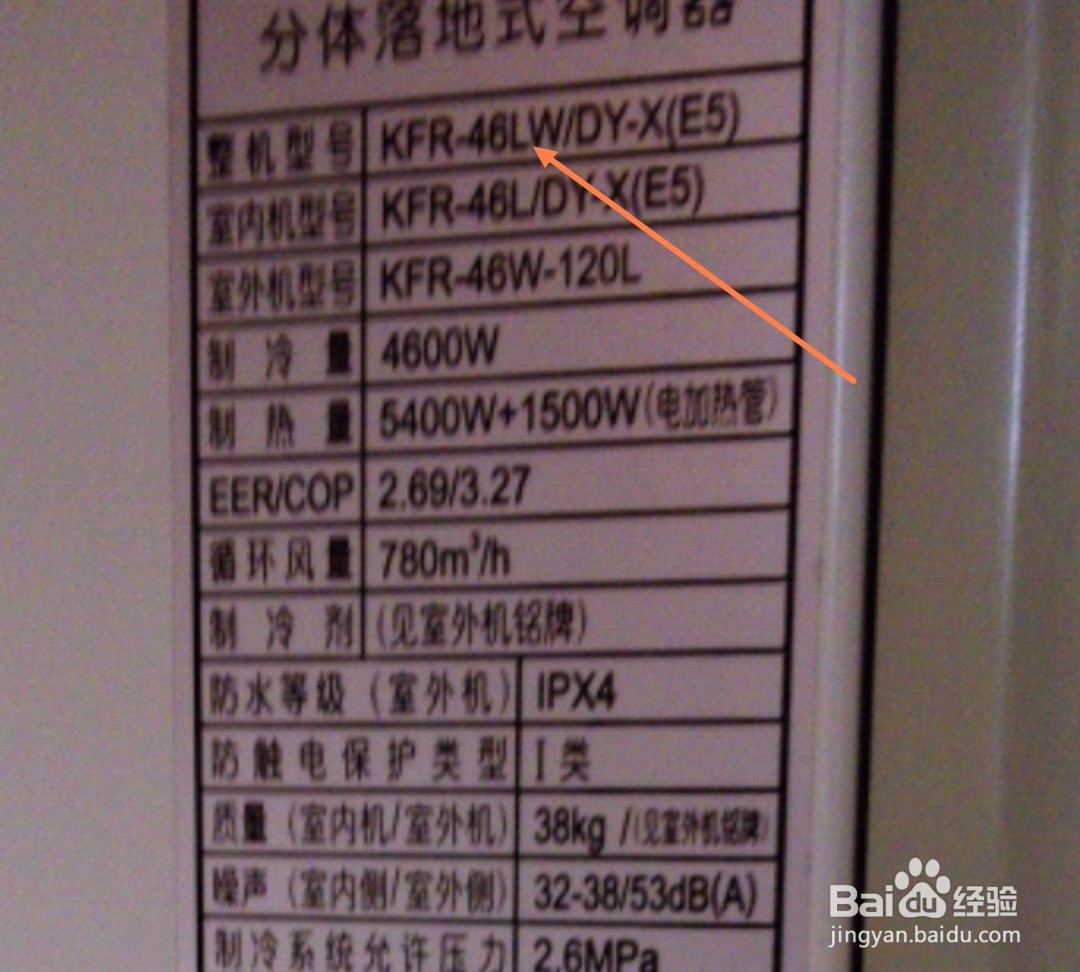 分体落地式空调器
整机型号 KFR-46LW/DY-X(E5)
室内机型号 KFR-46L/DY-X(E5)
室外机型号 KFR-46W-120L
制冷量 4600W
制热量 5400W+1500W(电加热管)
EER/COP 2.69/3.27
循环风量 780m³/h
制冷剂 (见室外机铭牌)
防水等级(室外机) IPX4
防触电保护类型 I类
质量(室内机/室外机) 38kg /(见室外机铭牌)
噪声(室内侧/室外侧) 32-38/53dB(A)
制冷系统允许压力 2.6MPa
Baidu经验
jingyan.baidu.com